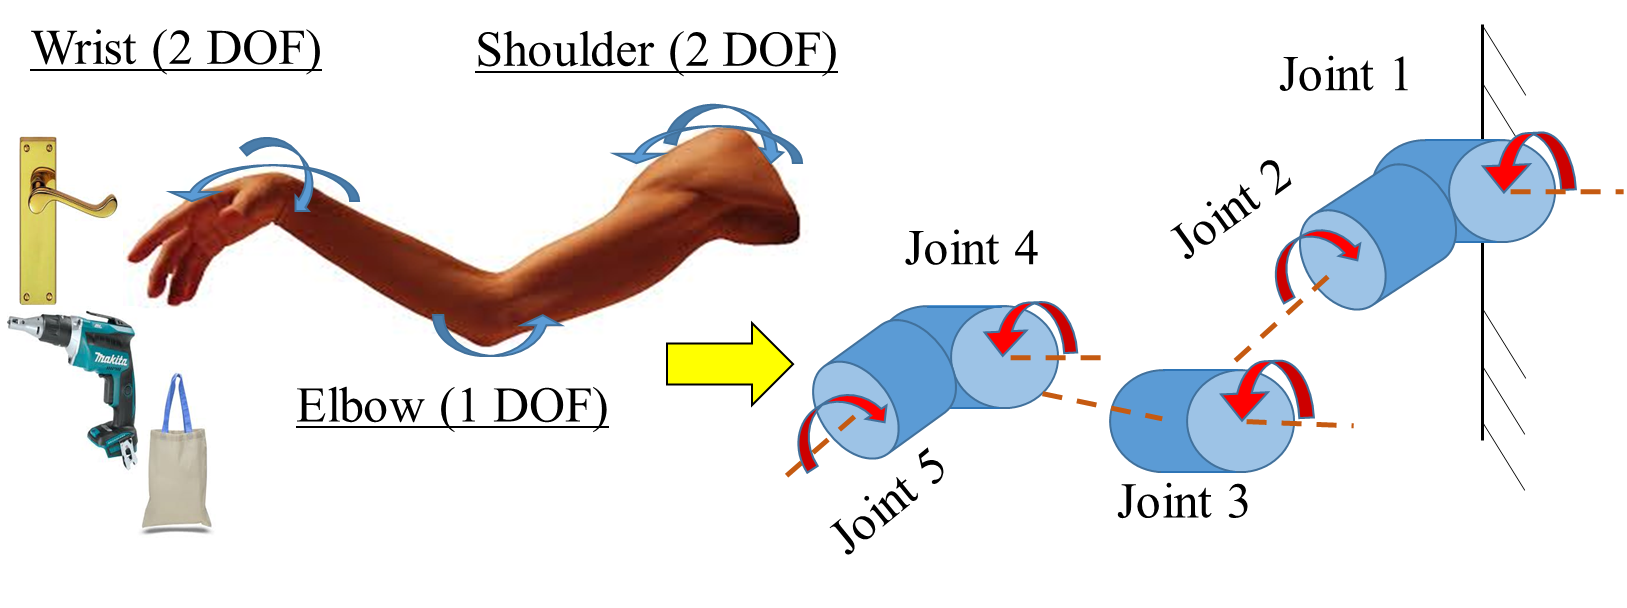 Wrist (2 DOF)
Shoulder (2 DOF)
Joint 1
Joint 2
Joint 4
Makita
Elbow (1 DOF)
Joint 3
Joint 5